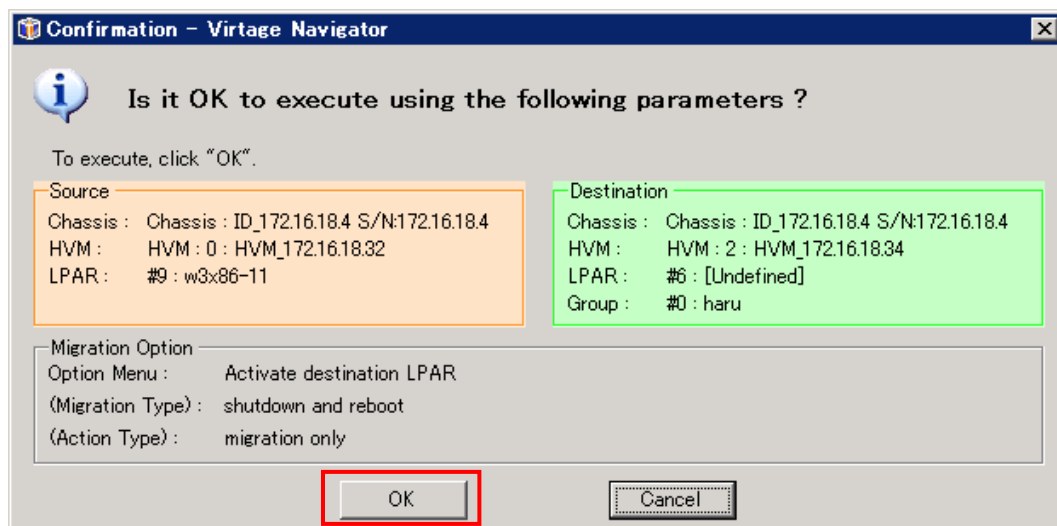 Confirmation - Virtage Navigator
Is it OK to execute using the following parameters ?
To execute, click "OK".
Source
Chassis : Chassis : ID_172.16.18.4 S/N:172.16.18.4
HVM : HVM : 0 : HVM_172.16.18.32
LPAR : #9 : w3x86-11
Destination
Chassis : Chassis : ID_172.16.18.4 S/N:172.16.18.4
HVM : HVM : 2 : HVM_172.16.18.34
LPAR : #6 : [Undefined]
Group : #0 : haru
Migration Option
Option Menu : Activate destination LPAR
(Migration Type) : shutdown and reboot
(Action Type) : migration only
OK
Cancel